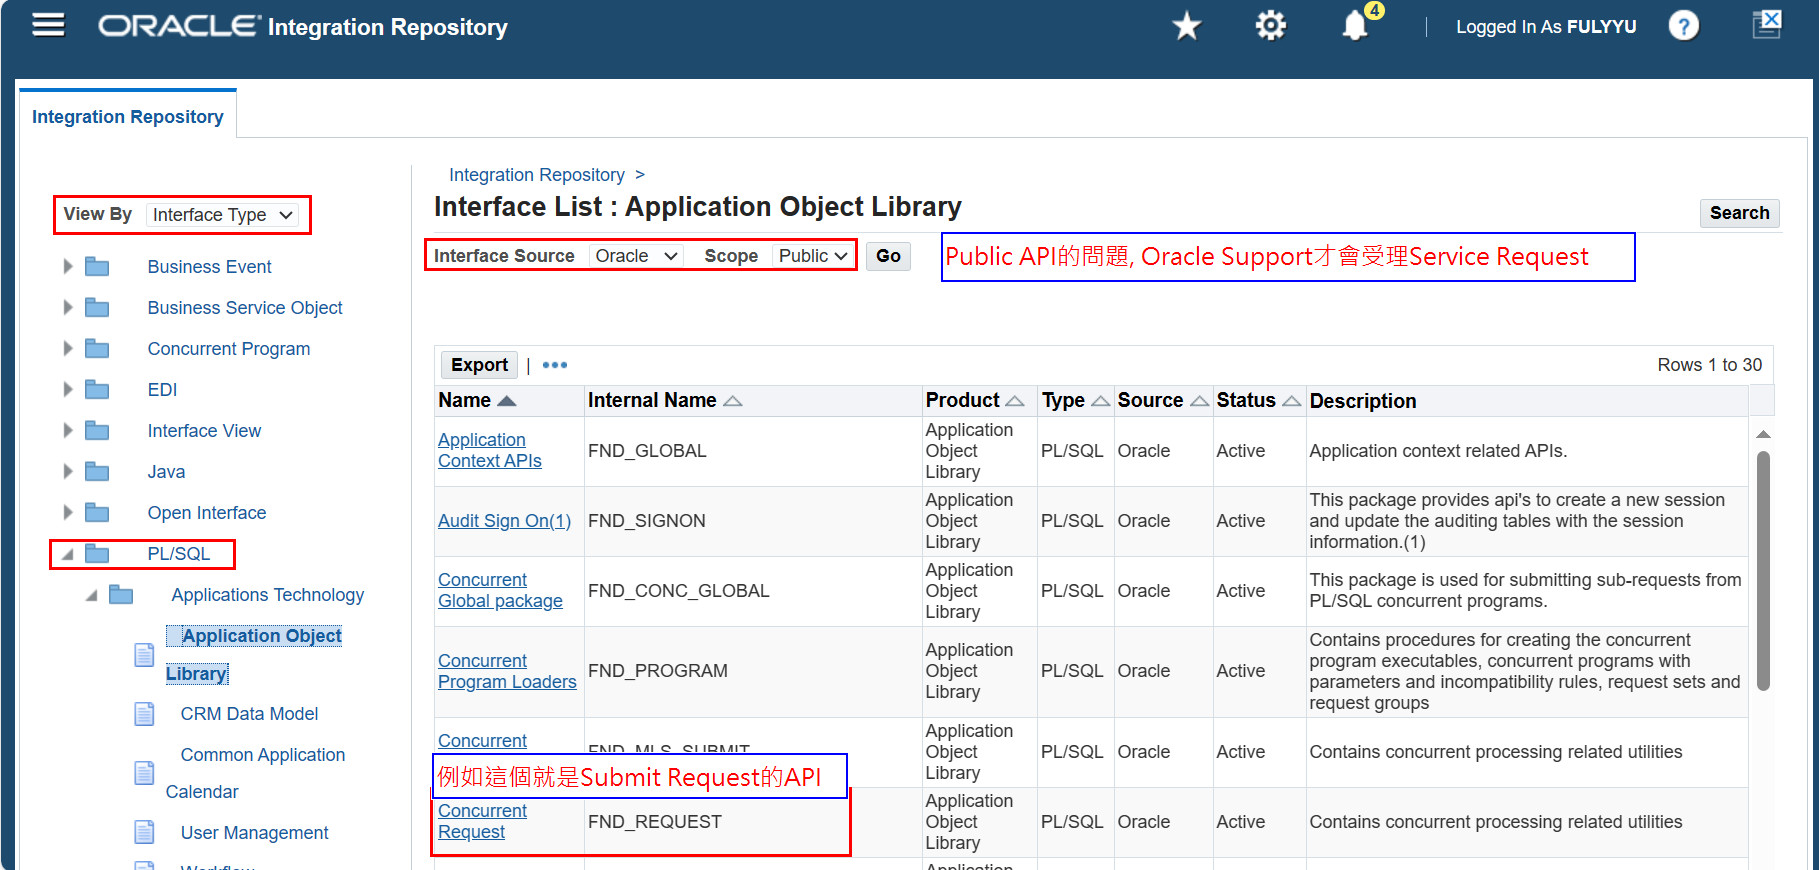 ORACLE Integration Repository
4
Logged In As FULYYU
?
Integration Repository
View By Interface Type
Business Event
Business Service Object
Concurrent Program
EDI
Interface View
Java
Open Interface
PL/SQL
Applications Technology
Application Object
Library
CRM Data Model
Common Application
Calendar
User Management
Workflow
Integration Repository >
Interface List : Application Object Library
Search
Interface Source Oracle Scope Public Go
Public API的問題, Oracle Support才會受理Service Request
Export | Rows 1 to 30
Name Internal Name Product Type Source Status Description
Application
Context APIs
FND_GLOBAL
Application
Object
Library
PL/SQL
Oracle
Active
Application context related APIs.
Audit Sign On(1)
FND_SIGNON
Application
Object
Library
PL/SQL
Oracle
Active
This package provides api's to create a new session
and update the auditing tables with the session
information.(1)
Concurrent
Global package
FND_CONC_GLOBAL
Application
Object
Library
PL/SQL
Oracle
Active
This package is used for submitting sub-requests from
PL/SQL concurrent programs.
Concurrent
Program Loaders
FND_PROGRAM
Application
Object
Library
PL/SQL
Oracle
Active
Contains procedures for creating the concurrent
program executables, concurrent programs with
parameters and incompatibility rules, request sets and
request groups
Concurrent
FND_MLS_SUBMIT
Application
Object
Library
PL/SQL
Oracle
Active
Contains concurrent processing related utilities
例如這個就是Submit Request的API
Concurrent
Request
FND_REQUEST
Application
Object
Library
PL/SQL
Oracle
Active
Contains concurrent processing related utilities
Application